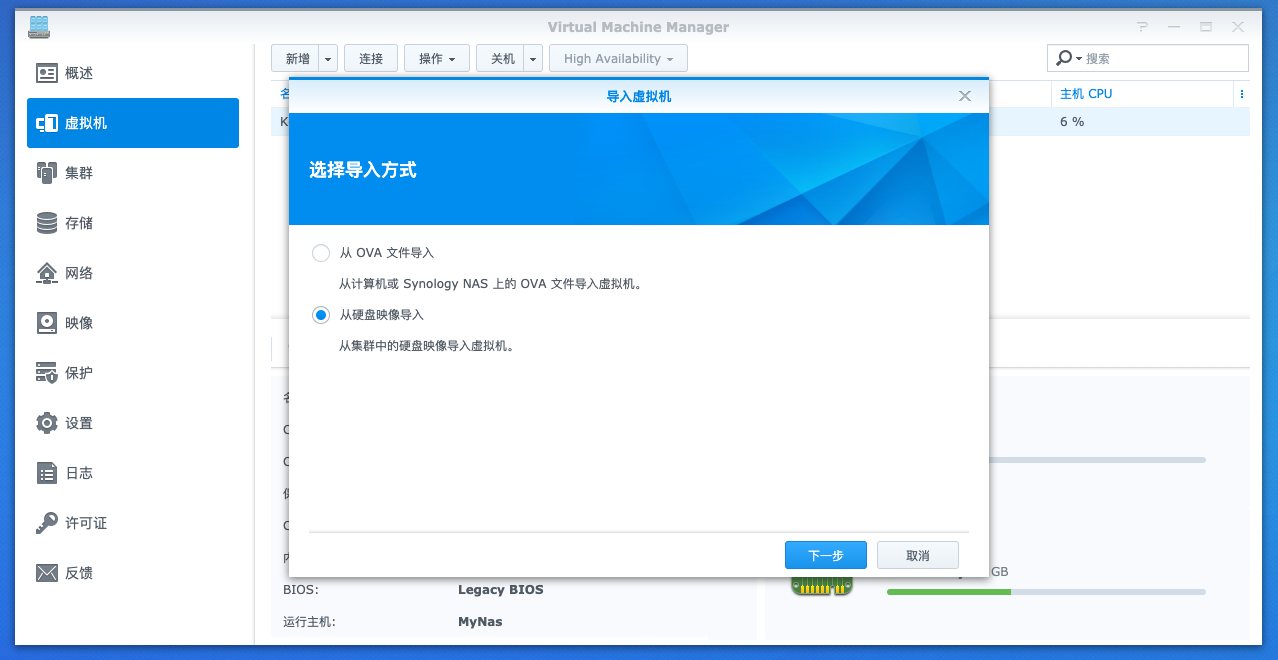 Virtual Machine Manager
概述
虚拟机
集群
存储
网络
映像
保护
设置
日志
许可证
反馈
新增 连接 操作 关机 High Availability 搜索
主机 CPU
6 %
导入虚拟机
选择导入方式
从 OVA 文件导入
从计算机或 Synology NAS 上的 OVA 文件导入虚拟机。
从硬盘映像导入
从集群中的硬盘映像导入虚拟机。
下一步 取消
GB
BIOS: Legacy BIOS
运行主机: MyNas